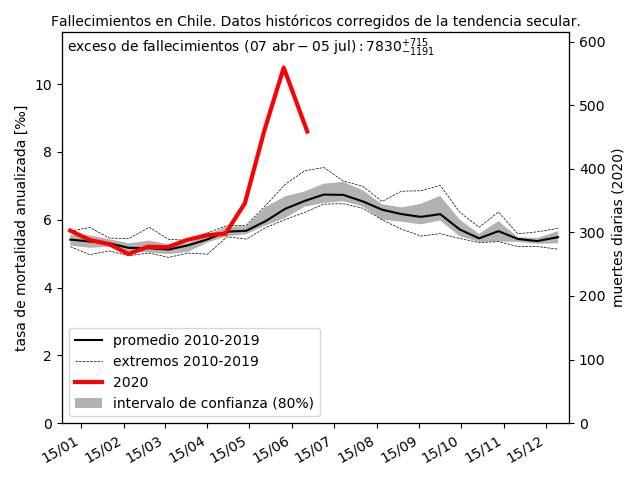 Fallecimientos en Chile. Datos históricos corregidos de la tendencia secular.
exceso de fallecimientos (07 abr − 05 jul) : 7830 +715 −1191
tasa de mortalidad anualizada [‰]
10
8
6
4
2
0
600
500
400
300
200
100
0
muertes diarias (2020)
promedio 2010-2019
extremos 2010-2019
2020
intervalo de confianza (80%)
15/01 15/02 15/03 15/04 15/05 15/06 15/07 15/08 15/09 15/10 15/11 15/12